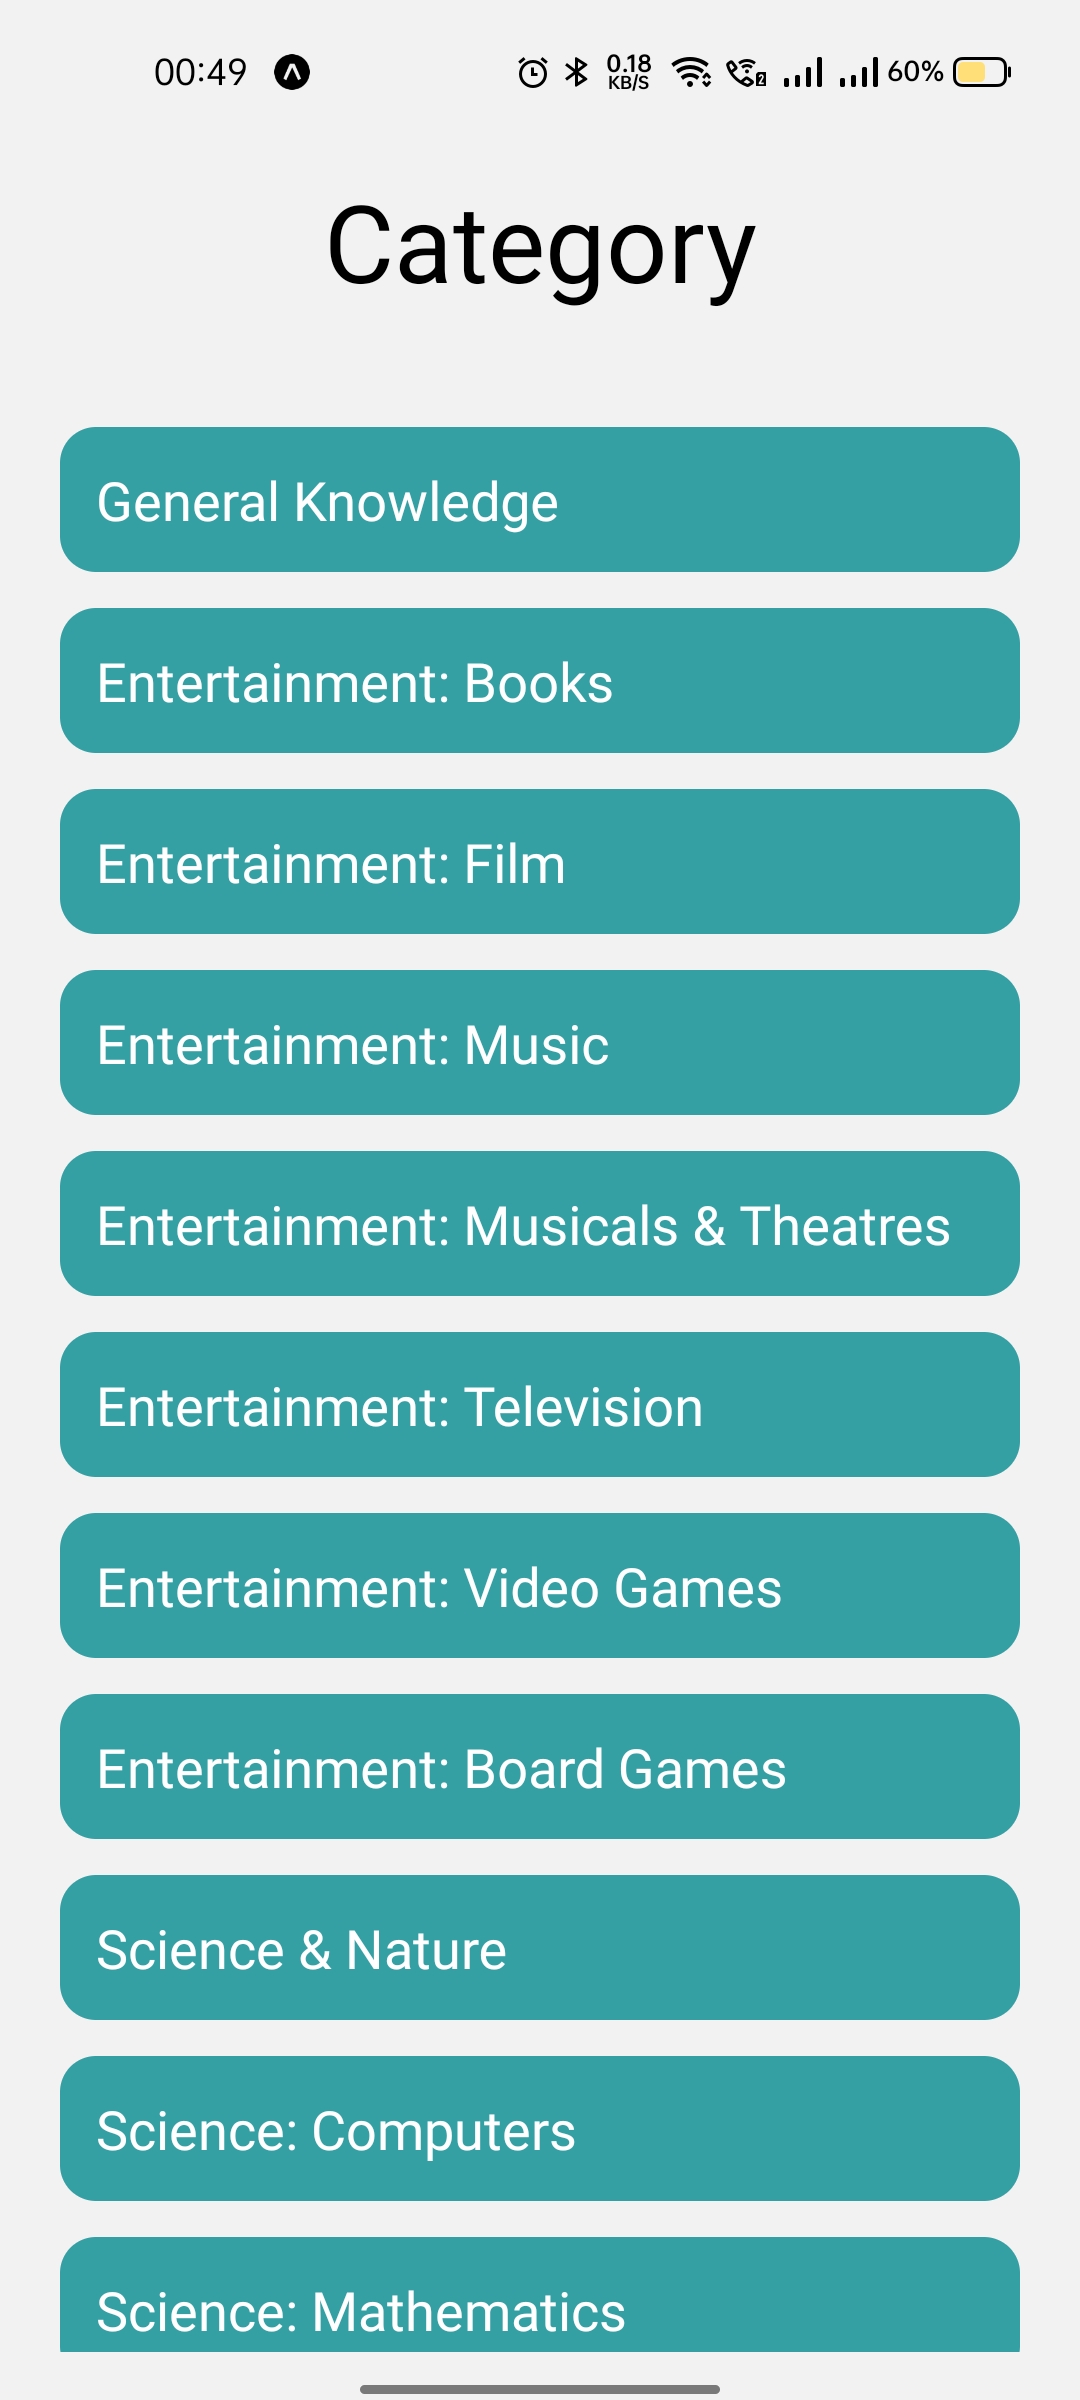 00:49 0.18 KB/S 2 60%
Category
General Knowledge
Entertainment: Books
Entertainment: Film
Entertainment: Music
Entertainment: Musicals & Theatres
Entertainment: Television
Entertainment: Video Games
Entertainment: Board Games
Science & Nature
Science: Computers
Science: Mathematics